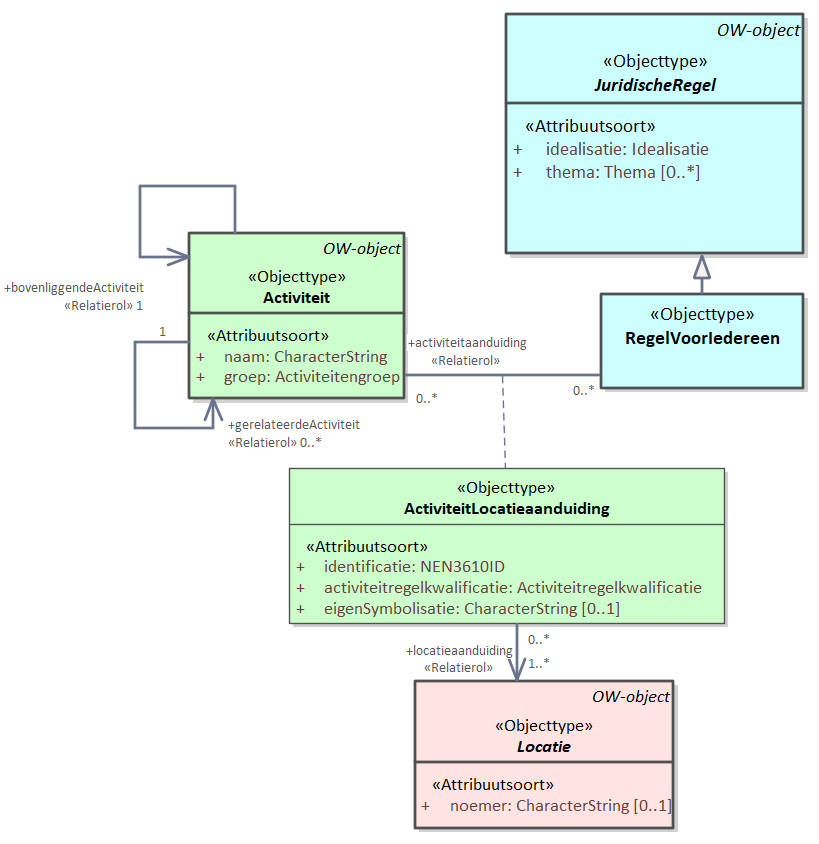 OW-object
«Objecttype»
JuridischeRegel
«Attribuutsoort»
+ idealisatie: Idealisatie
+ thema: Thema [0..*]
OW-object
«Objecttype»
Activiteit
«Attribuutsoort»
+ naam: CharacterString
+ groep: Activiteitengroep
+bovenliggendeActiviteit
«Relatierol» 1
1
+gerelateerdeActiviteit
«Relatierol» 0..*
«Objecttype»
RegelVoorIedereen
+activiteitaanduiding
«Relatierol»
0..*
0..*
«Objecttype»
ActiviteitLocatieaanduiding
«Attribuutsoort»
+ identificatie: NEN3610ID
+ activiteitregelkwalificatie: Activiteitregelkwalificatie
+ eigenSymbolisatie: CharacterString [0..1]
0..*
+locatieaanduiding
«Relatierol»
1..*
OW-object
«Objecttype»
Locatie
«Attribuutsoort»
+ noemer: CharacterString [0..1]